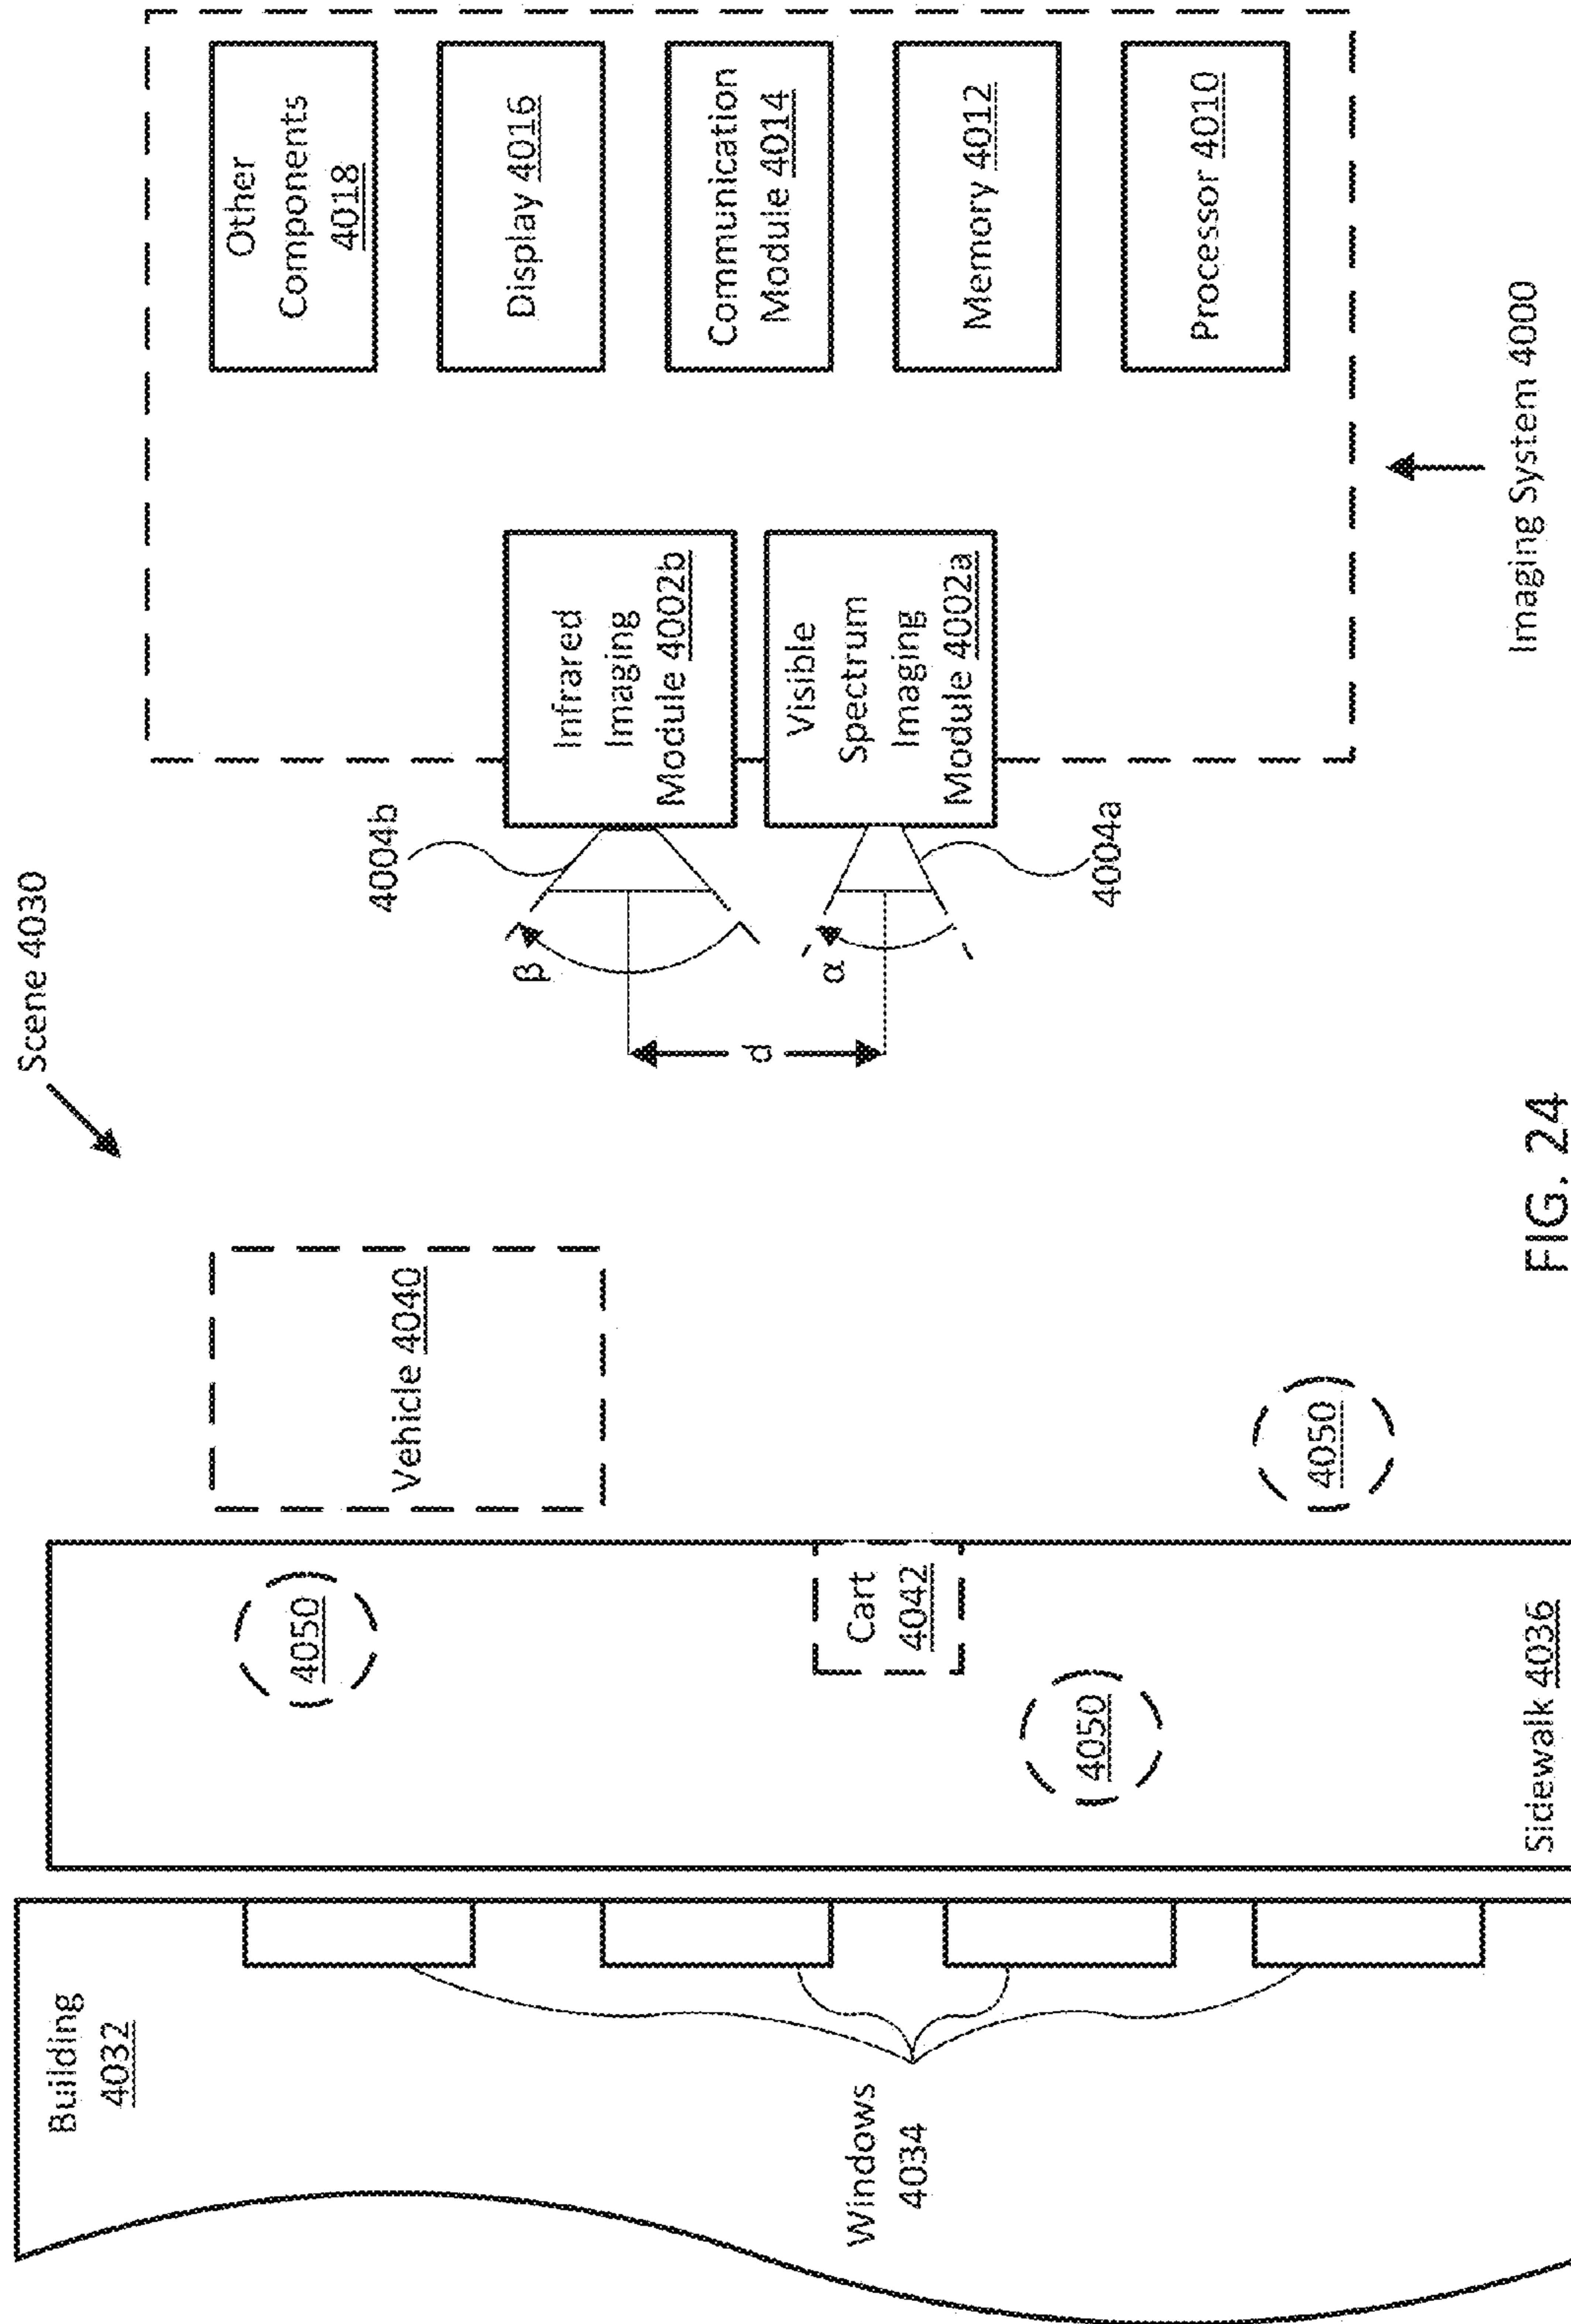 Building
4032
Windows
4034
Sidewalk 4036
4050
4050
Cart
4042
4050
Vehicle 4040
Scene 4030
d
β
α
4004b
4004a
Infrared
Imaging
Module 4002b
Visible
Spectrum
Imaging
Module 4002a
Other
Components
4018
Display 4016
Communication
Module 4014
Memory 4012
Processor 4010
Imaging System 4000
FIG. 24